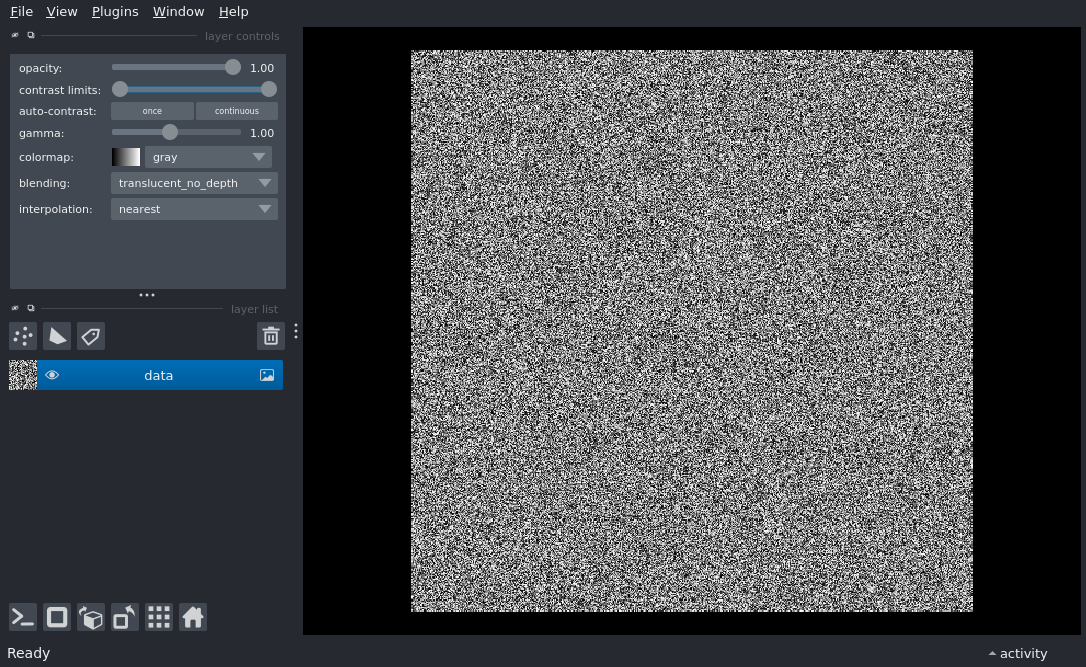 File View Plugins Window Help
layer controls
opacity: 1.00
contrast limits:
auto-contrast: once continuous
gamma: 1.00
colormap: gray
blending: translucent_no_depth
interpolation: nearest
layer list
data
Ready activity